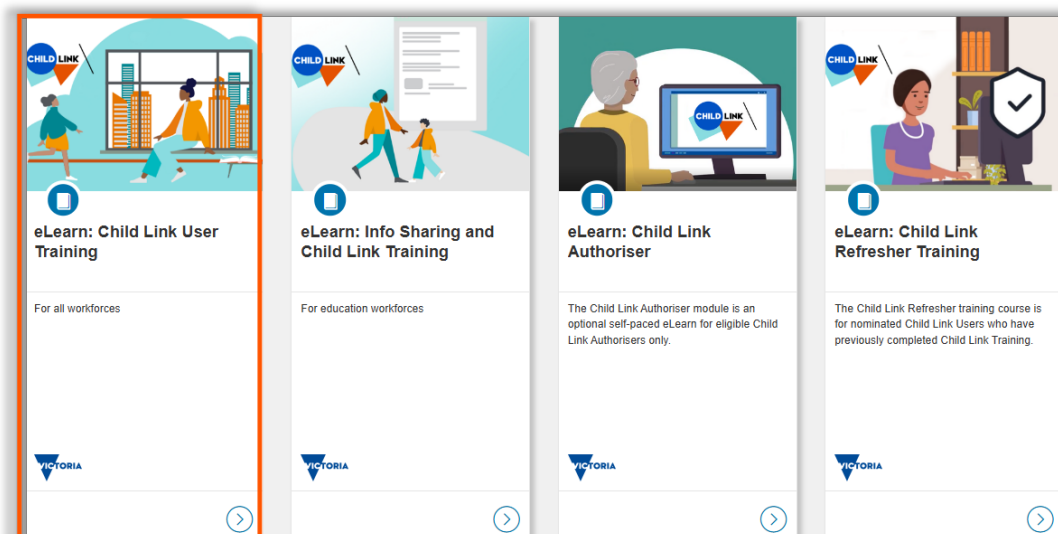 CHILD LINK
eLearn: Child Link User
Training
For all workforces
VICTORIA
CHILD LINK
eLearn: Info Sharing and
Child Link Training
For education workforces
VICTORIA
CHILD LINK
eLearn: Child Link
Authoriser
The Child Link Authoriser module is an
optional self-paced eLearn for eligible Child
Link Authorisers only.
VICTORIA
CHILD LINK
eLearn: Child Link
Refresher Training
The Child Link Refresher training course is
for nominated Child Link Users who have
previously completed Child Link Training.
VICTORIA